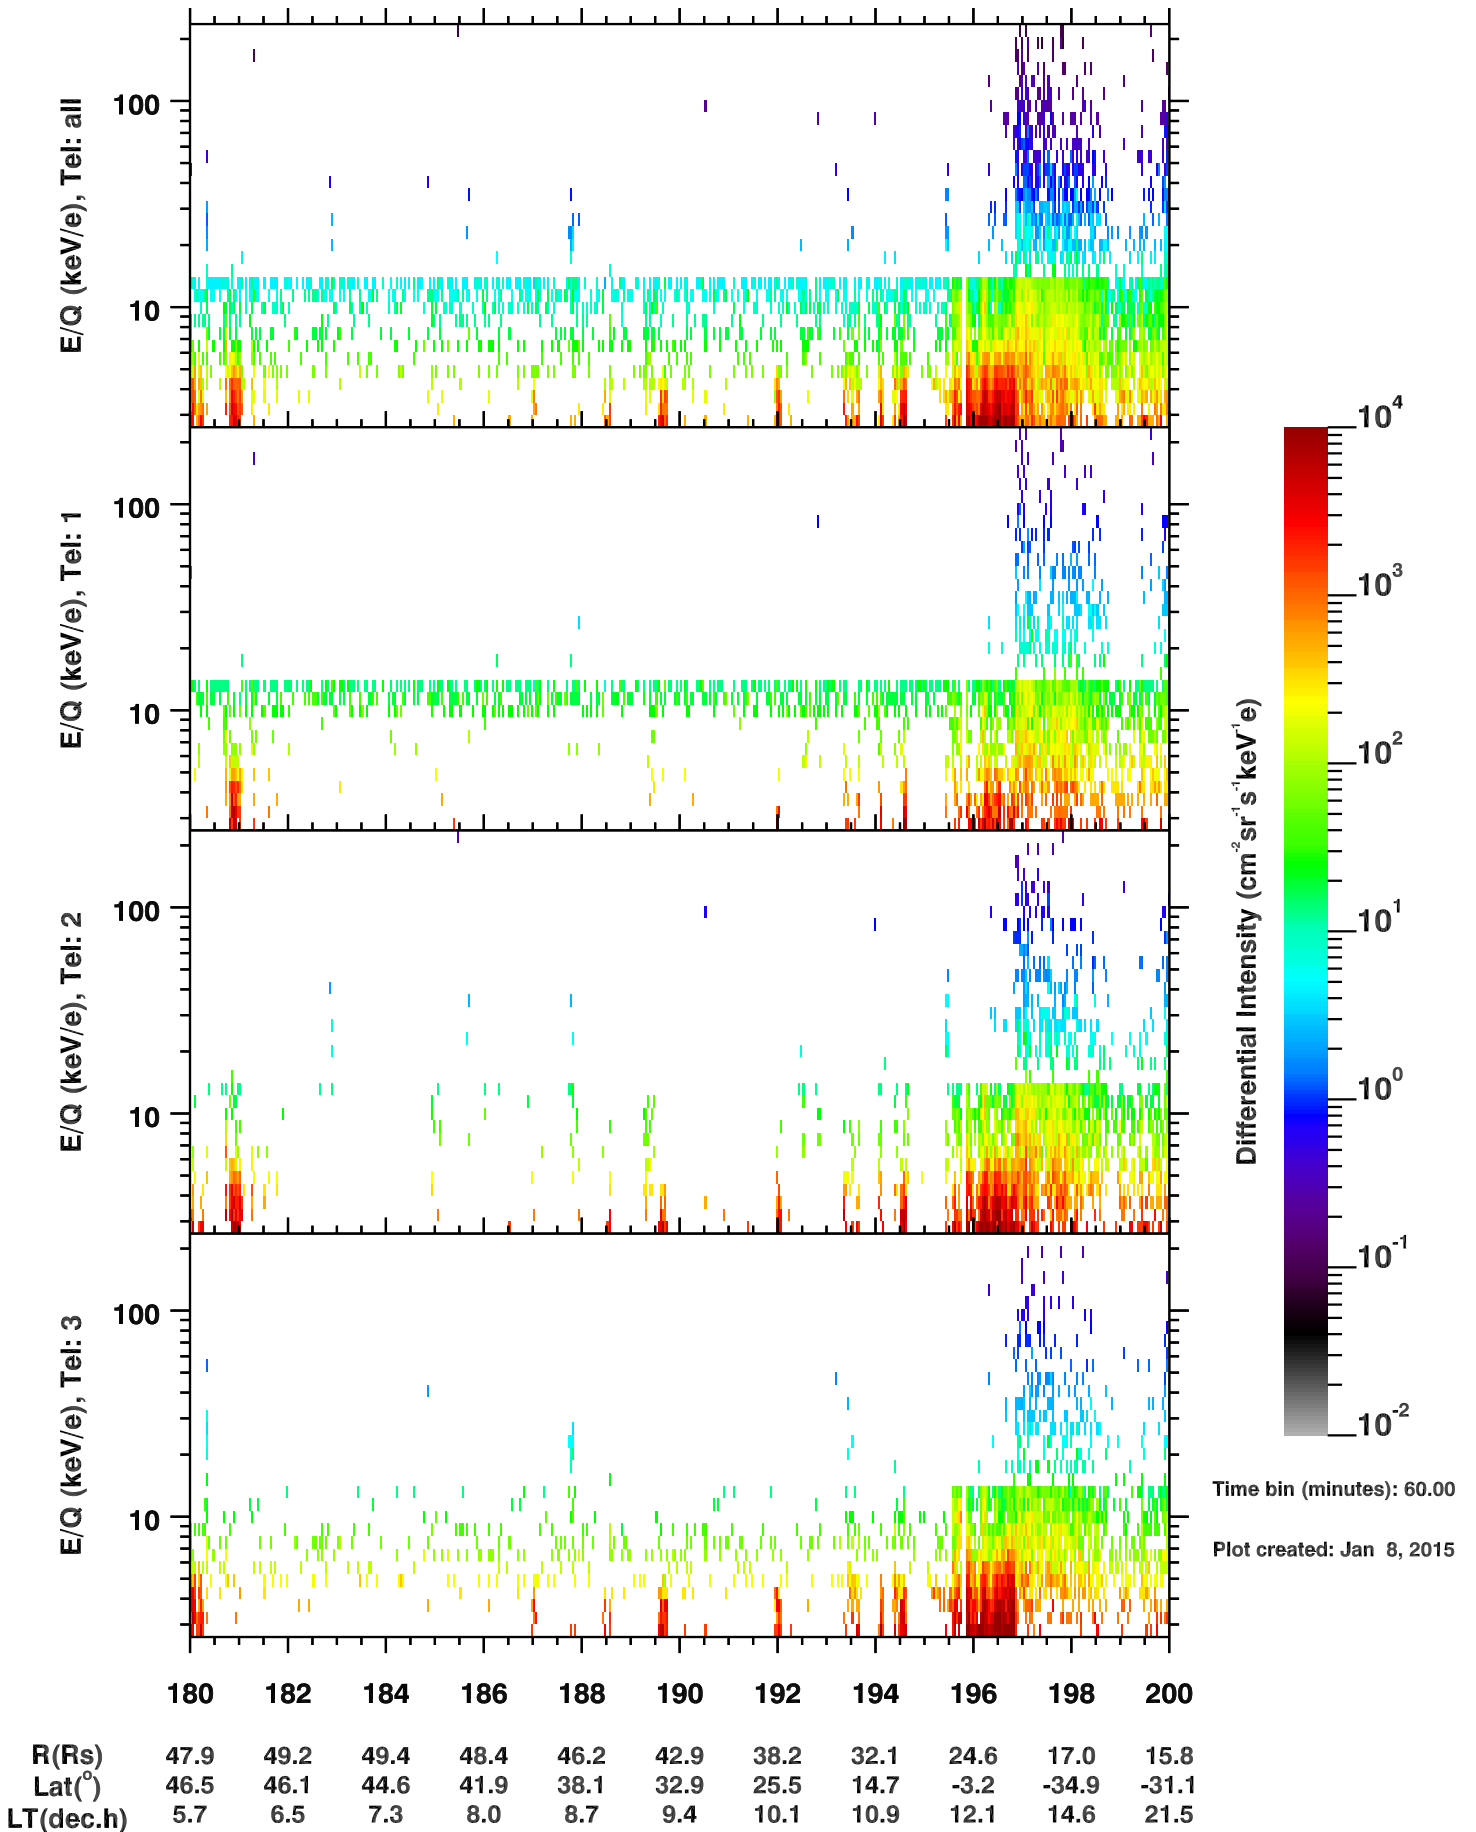 E/Q (keV/e), Tel: all
100
10
E/Q (keV/e), Tel: 1
100
10
E/Q (keV/e), Tel: 2
100
10
E/Q (keV/e), Tel: 3
100
10
10^4
10^3
10^2
10^1
10^0
10^-1
10^-2
Differential Intensity (cm^-2 sr^-1 s^-1 keV^-1 e)
Time bin (minutes): 60.00
Plot created: Jan 8, 2015
180 182 184 186 188 190 192 194 196 198 200
R(Rs) 47.9 49.2 49.4 48.4 46.2 42.9 38.2 32.1 24.6 17.0 15.8
Lat(°) 46.5 46.1 44.6 41.9 38.1 32.9 25.5 14.7 -3.2 -34.9 -31.1
LT(dec.h) 5.7 6.5 7.3 8.0 8.7 9.4 10.1 10.9 12.1 14.6 21.5